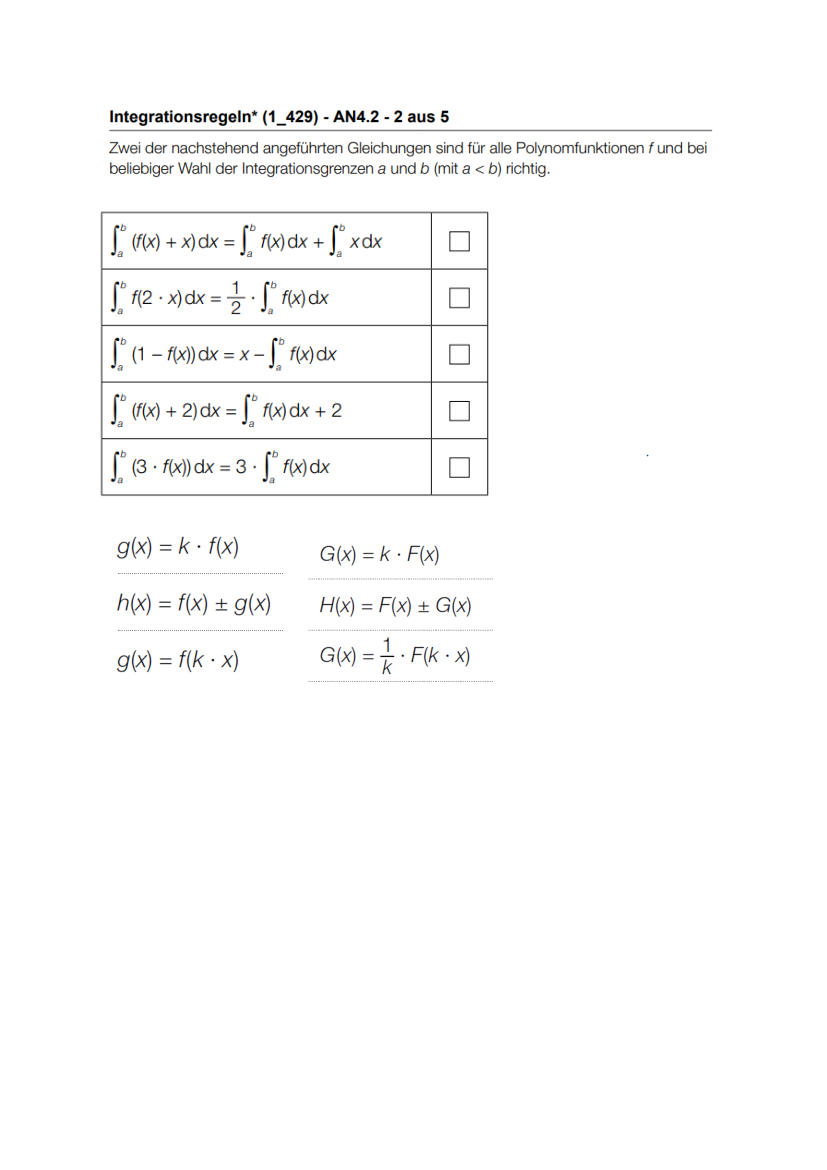 Integrationsregeln* (1_429) - AN4.2 - 2 aus 5
Zwei der nachstehend angeführten Gleichungen sind für alle Polynomfunktionen f und bei
beliebiger Wahl der Integrationsgrenzen a und b (mit a < b) richtig.
∫_a^b (f(x) + x) dx = ∫_a^b f(x) dx + ∫_a^b x dx ☐
∫_a^b f(2 · x) dx = 1/2 · ∫_a^b f(x) dx ☐
∫_a^b (1 – f(x)) dx = x – ∫_a^b f(x) dx ☐
∫_a^b (f(x) + 2) dx = ∫_a^b f(x) dx + 2 ☐
∫_a^b (3 · f(x)) dx = 3 · ∫_a^b f(x) dx ☐
g(x) = k · f(x) G(x) = k · F(x)
h(x) = f(x) ± g(x) H(x) = F(x) ± G(x)
g(x) = f(k · x) G(x) = 1/k · F(k · x)